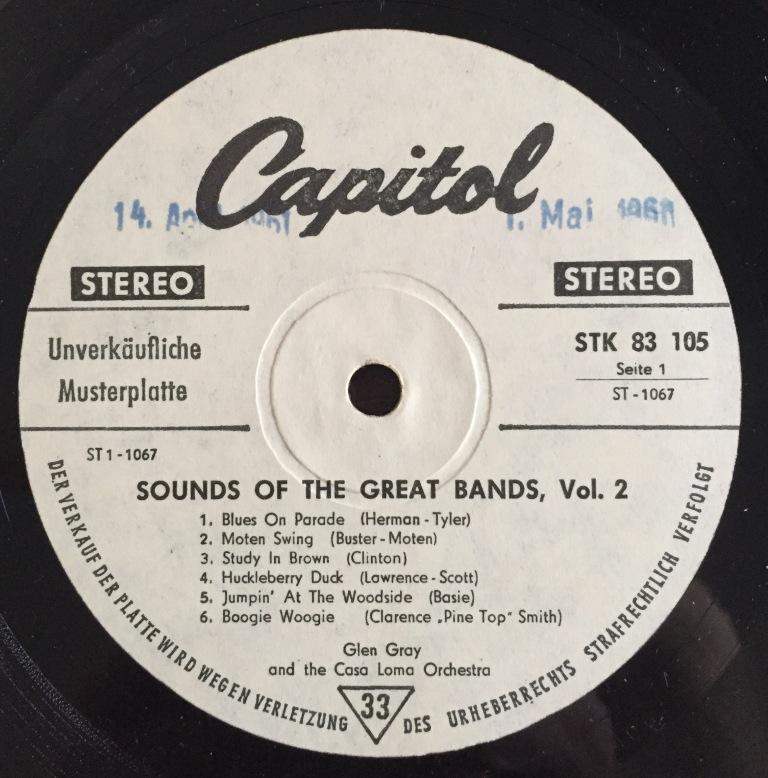 Capitol
14.
1. Mai
STEREO
STEREO
Unverkäufliche
Musterplatte
STK 83 105
Seite 1
ST - 1067
ST 1 - 1067
SOUNDS OF THE GREAT BANDS, Vol. 2
1. Blues On Parade (Herman - Tyler)
2. Moten Swing (Buster - Moten)
3. Study In Brown (Clinton)
4. Huckleberry Duck (Lawrence - Scott)
5. Jumpin' At The Woodside (Basie)
6. Boogie Woogie (Clarence „Pine Top“ Smith)
Glen Gray
and the Casa Loma Orchestra
33
DER VERKAUF DER PLATTE WIRD WEGEN VERLETZUNG DES URHEBERRECHTS STRAFRECHTLICH VERFOLGT